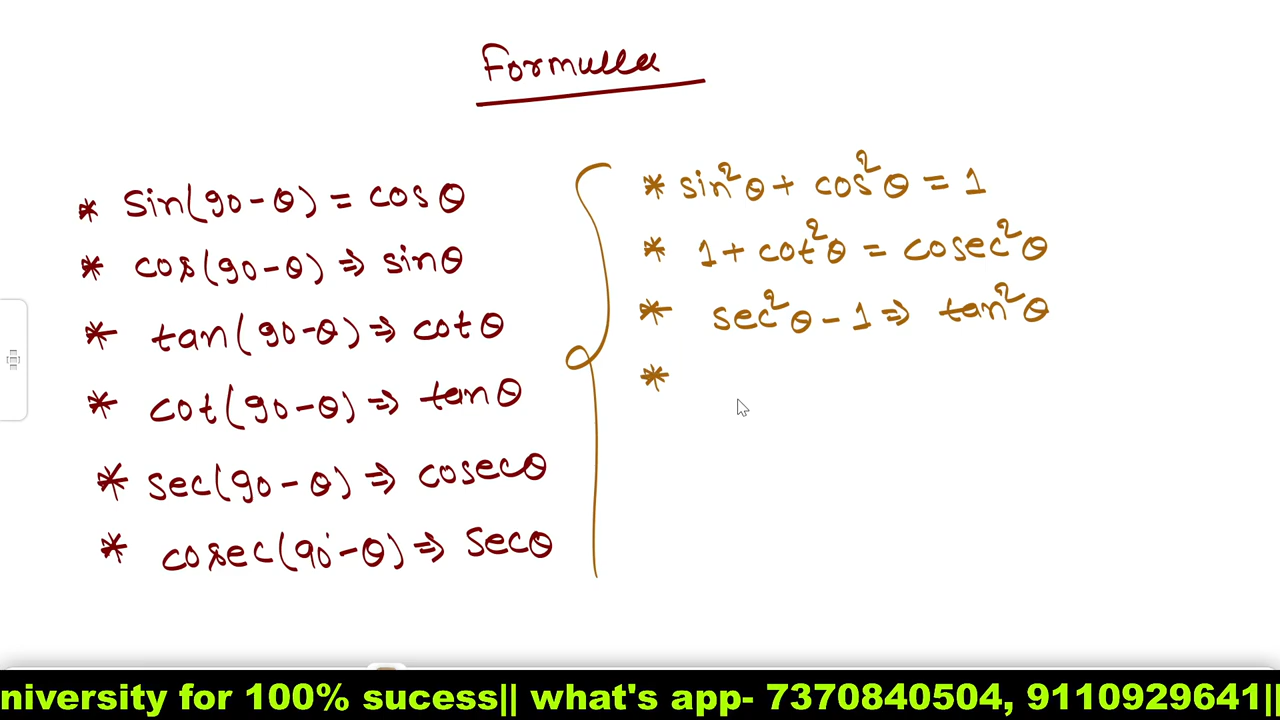 Formulla
* sin(90-θ) = cosθ
* cos(90-θ) ⇒ sinθ
* tan(90-θ) ⇒ cotθ
* cot(90-θ) ⇒ tanθ
* sec(90-θ) ⇒ cosecθ
* cosec(90-θ) ⇒ secθ
* sin²θ + cos²θ = 1
* 1 + cot²θ = cosec²θ
* sec²θ - 1 ⇒ tan²θ
*
niversity for 100% sucess|| what's app- 7370840504, 9110929641||